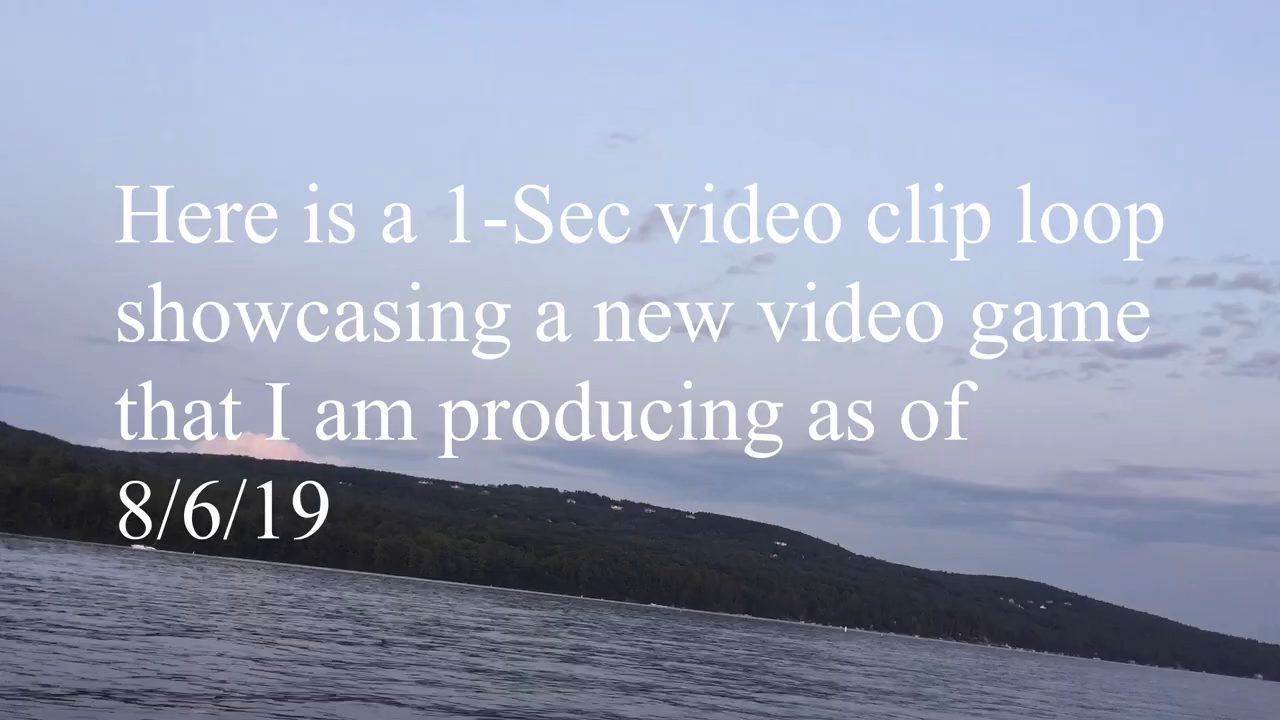 Here is a 1-Sec video clip loop
showcasing a new video game
that I am producing as of
8/6/19